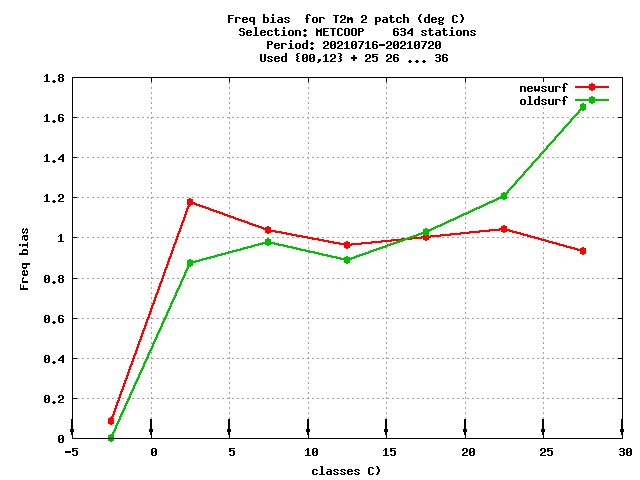 Freq bias  for T2m 2 patch (deg C)
Selection: METCOOP    634 stations
Period: 20210716-20210720
Used {00,12} + 25 26 ... 36
newsurf
oldsurf
1.8
1.6
1.4
1.2
1
0.8
0.6
0.4
0.2
0
Freq bias
-5 0 5 10 15 20 25 30
classes C)